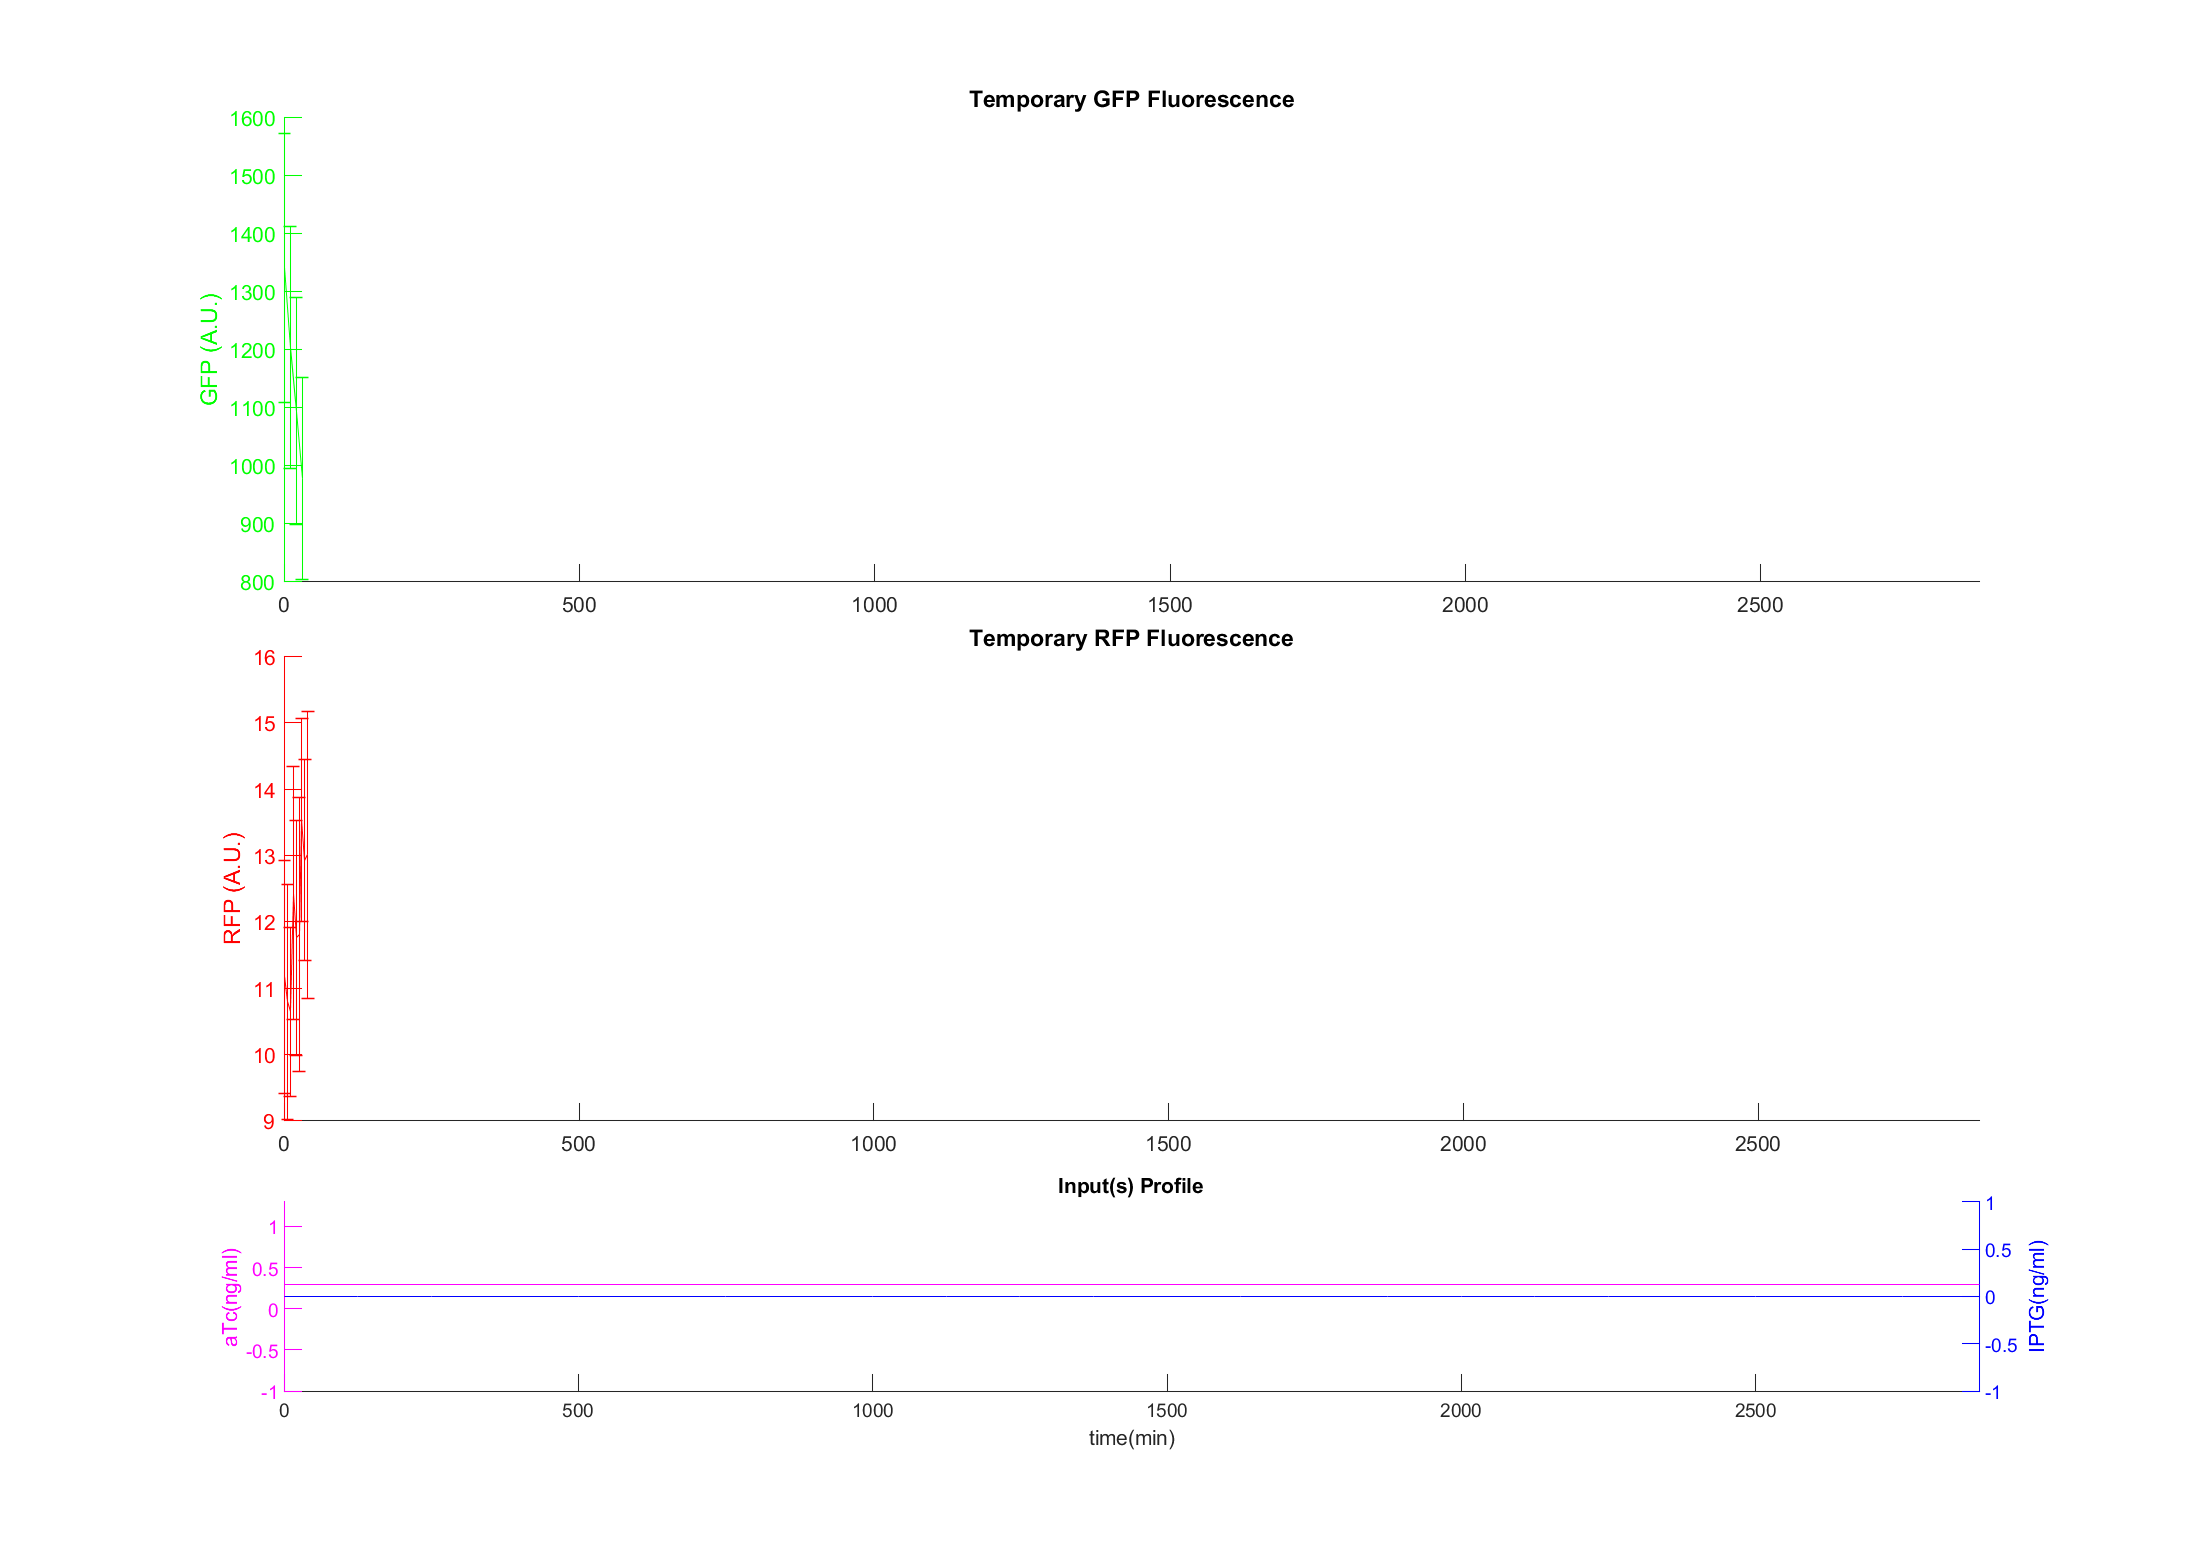 Temporary GFP Fluorescence
1600
1500
1400
1300
1200
1100
1000
900
800
GFP (A.U.)
0 500 1000 1500 2000 2500
Temporary RFP Fluorescence
16
15
14
13
12
11
10
9
RFP (A.U.)
0 500 1000 1500 2000 2500
Input(s) Profile
1
0.5
0
-0.5
-1
aTc(ng/ml)
1
0.5
0
-0.5
-1
IPTG(ng/ml)
0 500 1000 1500 2000 2500
time(min)